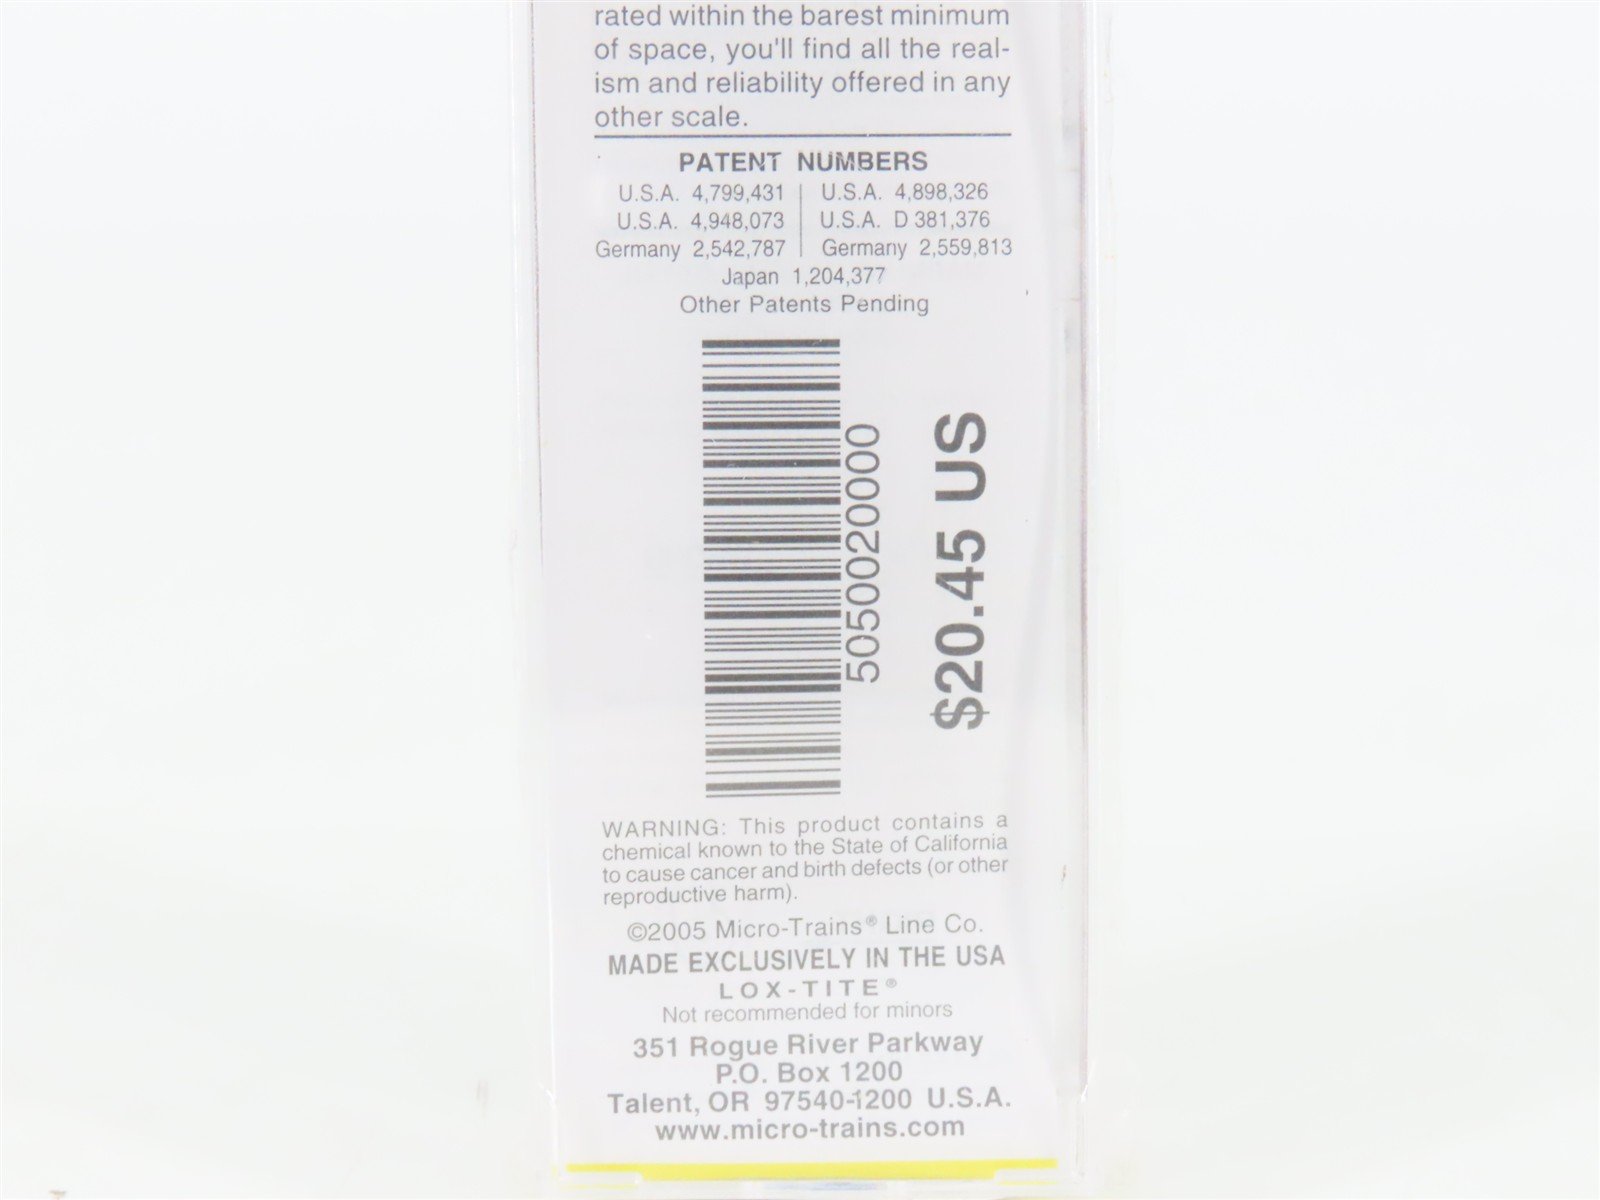 rated within the barest minimum
of space, you'll find all the real-
ism and reliability offered in any
other scale.
PATENT NUMBERS
U.S.A. 4,799,431 | U.S.A. 4,898,326
U.S.A. 4,948,073 | U.S.A. D 381,376
Germany 2,542,787 | Germany 2,559,813
Japan 1,204,377
Other Patents Pending
5050020000
$20.45 US
WARNING: This product contains a
chemical known to the State of California
to cause cancer and birth defects (or other
reproductive harm).
©2005 Micro-Trains® Line Co.
MADE EXCLUSIVELY IN THE USA
LOX-TITE®
Not recommended for minors
351 Rogue River Parkway
P.O. Box 1200
Talent, OR 97540-1200 U.S.A.
www.micro-trains.com